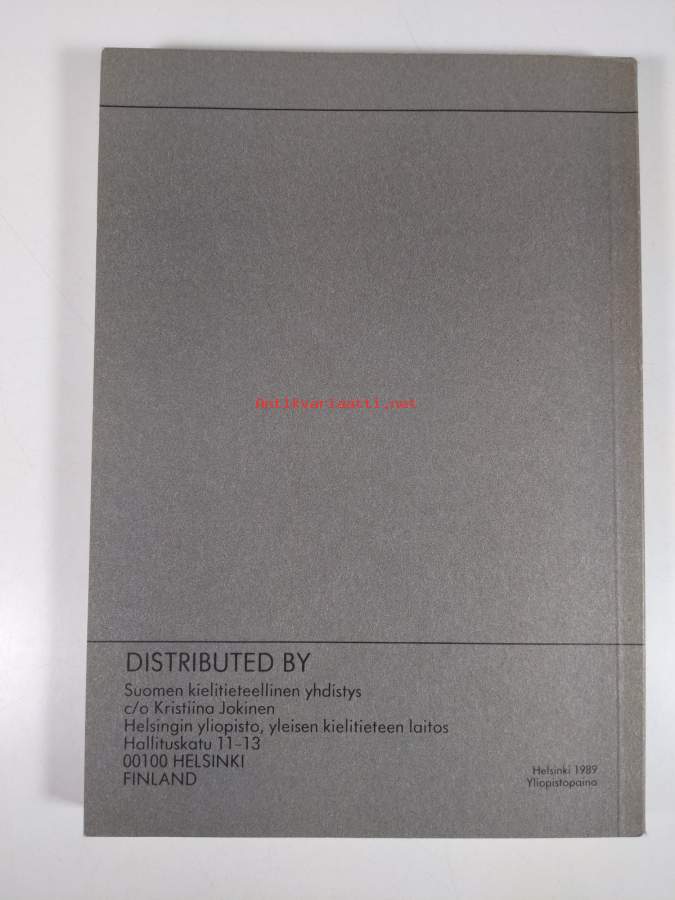 Antikvariaatti.net
DISTRIBUTED BY
Suomen kielitieteellinen yhdistys
c/o Kristiina Jokinen
Helsingin yliopisto, yleisen kielitieteen laitos
Hallituskatu 11-13
00100 HELSINKI
FINLAND
Helsinki 1989
Yliopistopaino